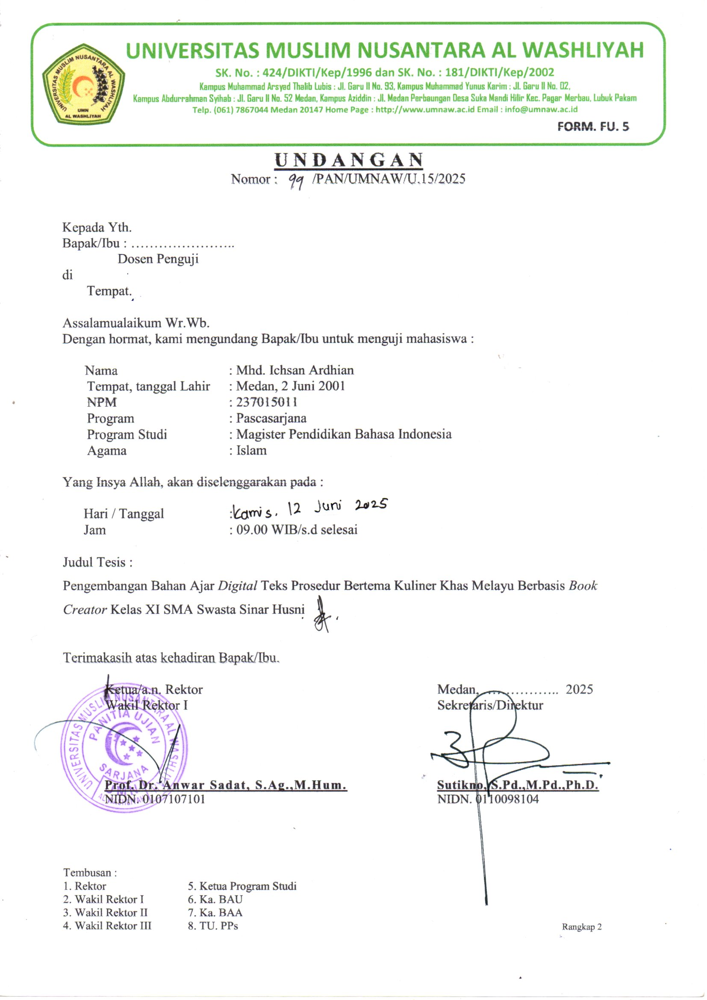 UNIVERSITAS MUSLIM NUSANTARA AL WASHLIYAH
SK. No. : 424/DIKTI/Kep/1996 dan SK. No. : 181/DIKTI/Kep/2002
Kampus Muhammad Arsyad Thalib Lubis : Jl. Garu II No. 93, Kampus Muhammad Yunus Karim : Jl. Garu II No. 02,
Kampus Abdurrahman Syihab : Jl. Garu II No. 52 Medan, Kampus Aziddin : Jl. Medan Perbaungan Desa Suka Mandi Hilir Kec. Pagar Merbau, Lubuk Pakam
Telp. (061) 7867044 Medan 20147 Home Page : http://www.umnaw.ac.id Email : info@umnaw.ac.id
FORM. FU. 5
UNIVERSITAS MUSLIM NUSANTARA AL WASHLIYAH
UMN
AL WASHLIYAH
UNDANGAN
Nomor : 99 /PAN/UMNAW/U.15/2025
Kepada Yth.
Bapak/Ibu : .......................
Dosen Penguji
di
Tempat.
Assalamualaikum Wr.Wb.
Dengan hormat, kami mengundang Bapak/Ibu untuk menguji mahasiswa :
Nama : Mhd. Ichsan Ardhian
Tempat, tanggal Lahir : Medan, 2 Juni 2001
NPM : 237015011
Program : Pascasarjana
Program Studi : Magister Pendidikan Bahasa Indonesia
Agama : Islam
Yang Insya Allah, akan diselenggarakan pada :
Hari / Tanggal : Kamis. 12 Juni 2025
Jam : 09.00 WIB/s.d selesai
Judul Tesis :
Pengembangan Bahan Ajar Digital Teks Prosedur Bertema Kuliner Khas Melayu Berbasis Book
Creator Kelas XI SMA Swasta Sinar Husni
Terimakasih atas kehadiran Bapak/Ibu.
Ketua/a.n. Rektor
Wakil Rektor I
UNIVERSITAS MUSLIM NUSANTARA AL WASHLIYAH
PANITIA UJIAN
SARJANA
UMN
AL WASHLIYAH
Prof. Dr. Anwar Sadat, S.Ag.,M.Hum.
NIDN. 0107107101
Medan, .................. 2025
Sekretaris/Direktur
Sutikno, S.Pd.,M.Pd.,Ph.D.
NIDN. 0110098104
Tembusan :
1. Rektor
2. Wakil Rektor I
3. Wakil Rektor II
4. Wakil Rektor III
5. Ketua Program Studi
6. Ka. BAU
7. Ka. BAA
8. TU. PPs
Rangkap 2